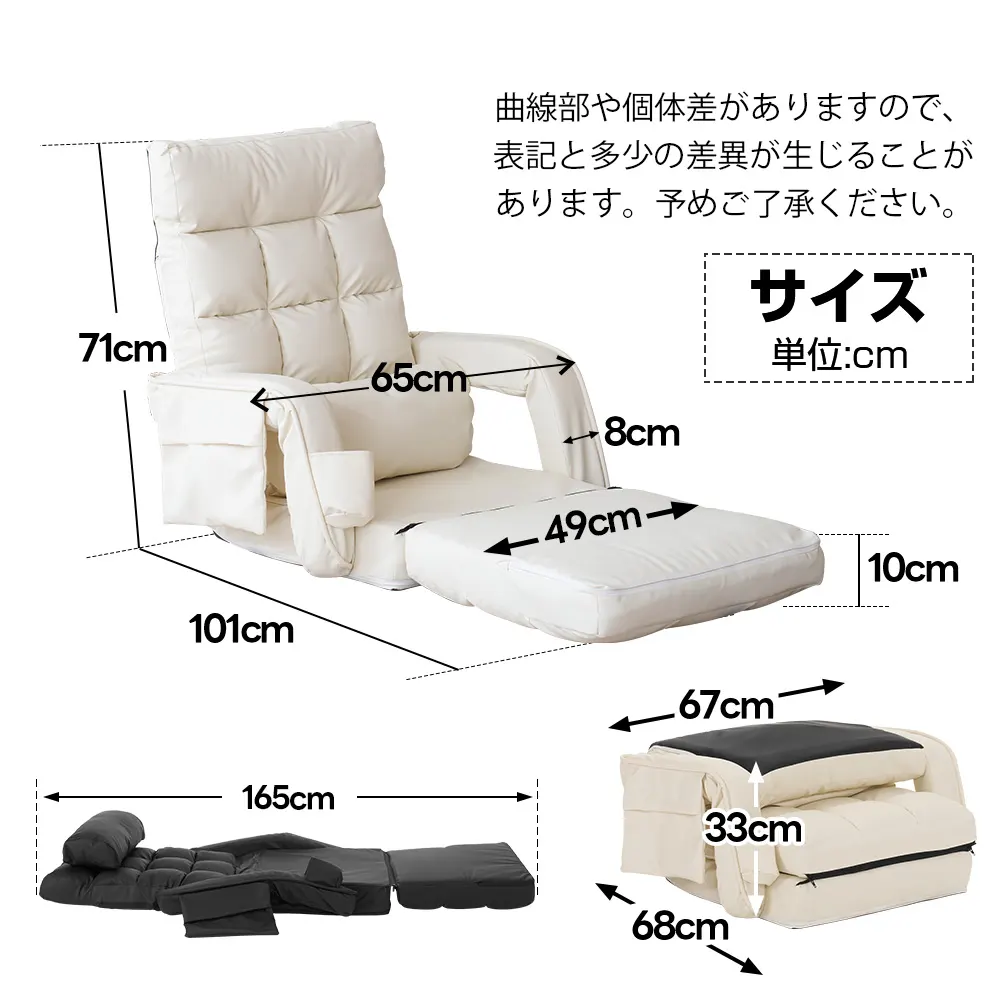 曲線部や個体差がありますので、
表記と多少の差異が生じることが
あります。予めご了承ください。
サイズ
単位:cm
71cm
65cm
8cm
49cm
10cm
101cm
67cm
165cm
33cm
68cm